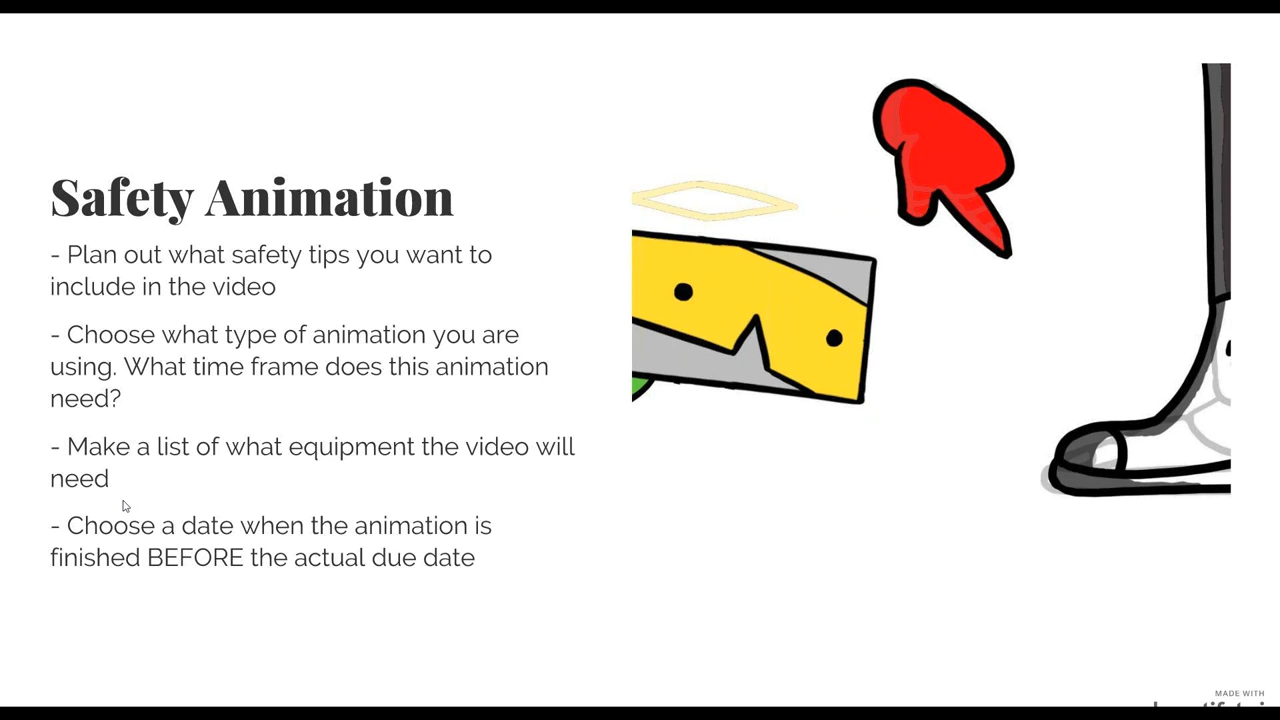 Safety Animation
- Plan out what safety tips you want to
include in the video
- Choose what type of animation you are
using. What time frame does this animation
need?
- Make a list of what equipment the video will
need
- Choose a date when the animation is
finished BEFORE the actual due date
MADE WITH